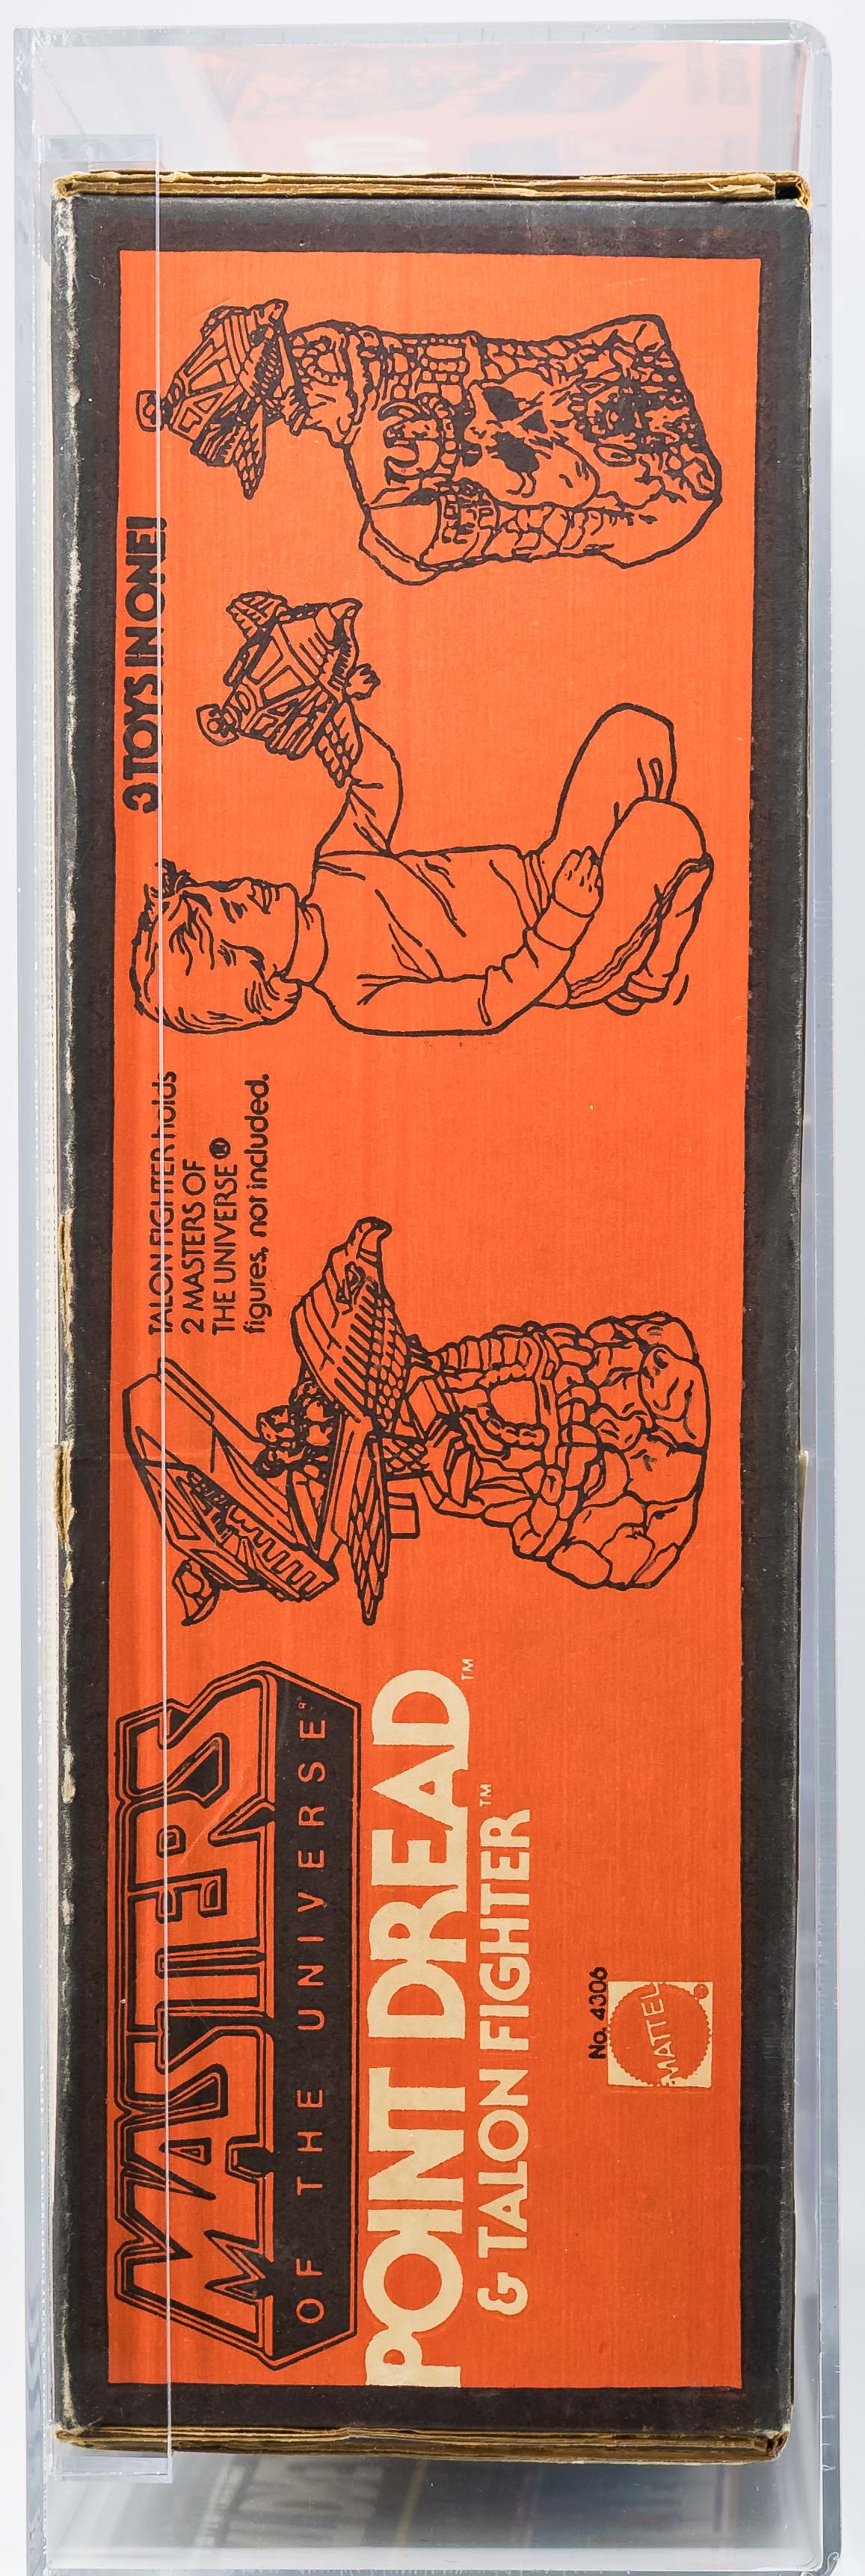 MASTERS
OF THE UNIVERSE®
POINT DREAD™
& TALON FIGHTER™
No. 4306
MATTEL®
TALON FIGHTER holds
2 MASTERS OF
THE UNIVERSE®
figures, not included.
3 TOYS IN ONE!